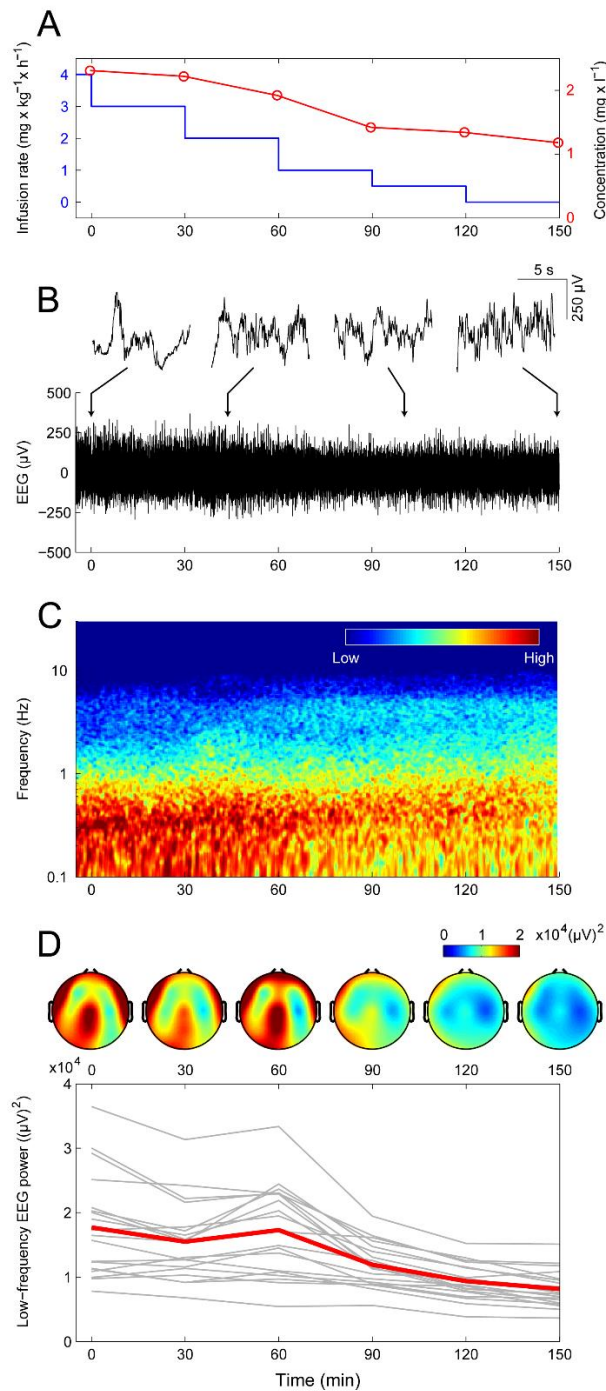 A
Infusion rate (mg x kg⁻¹x h⁻¹)
4
3
2
1
0
2
1
0
Concentration (mg x l⁻¹)
0 30 60 90 120 150
B
5 s
250 µV
EEG (µV)
500
250
0
−250
−500
0 30 60 90 120 150
C
Low High
Frequency (Hz)
10
1
0.1
0 30 60 90 120 150
D
0 1 2 x10⁴(µV)²
x10⁴
0 30 60 90 120 150
Low−frequency EEG power ((µV)²)
4
3
2
1
0
0 30 60 90 120 150
Time (min)